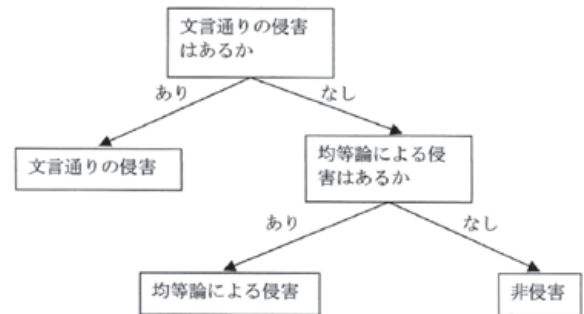 文言通りの侵害
はあるか
あり
なし
文言通りの侵害
均等論による侵
害はあるか
あり
なし
均等論による侵害
非侵害